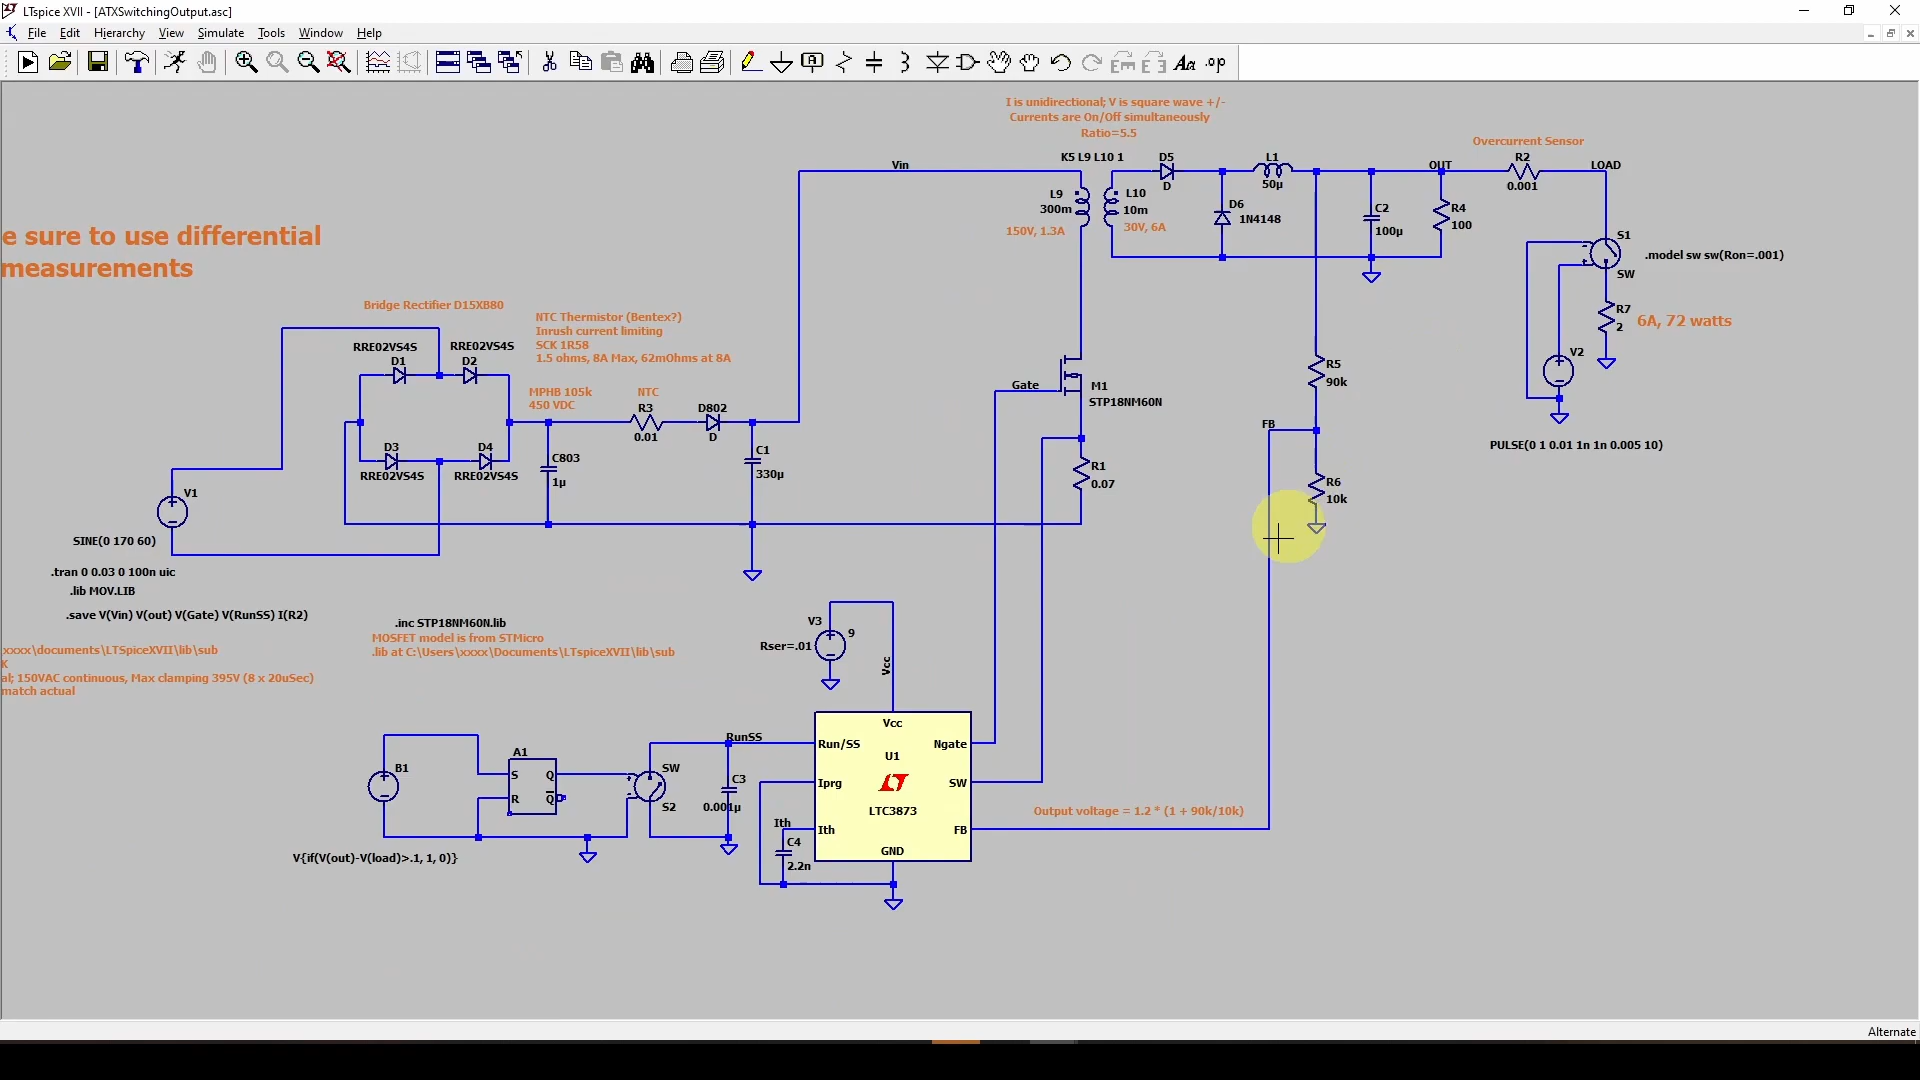 LTspice XVII - [ATXSwitchingOutput.asc]
File Edit Hierarchy View Simulate Tools Window Help
Aa .op
I is unidirectional; V is square wave +/-
Currents are On/Off simultaneously
Ratio=5.5
Overcurrent Sensor
Vin
K5 L9 L10 1
D5
D
L1
50µ
OUT
R2
0.001
LOAD
L9
300m
L10
10m
150V, 1.3A
30V, 6A
D6
1N4148
C2
100µ
R4
100
e sure to use differential
measurements
S1
SW
.model sw sw(Ron=.001)
R7
2
6A, 72 watts
Bridge Rectifier D15XB80
NTC Thermistor (Bentex?)
Inrush current limiting
SCK 1R58
1.5 ohms, 8A Max, 62mOhms at 8A
RRE02VS4S
D1
RRE02VS4S
D2
MPHB 105k
450 VDC
NTC
R3
0.01
D802
D
Gate
M1
STP18NM60N
R5
90k
V2
FB
PULSE(0 1 0.01 1n 1n 0.005 10)
D3
RRE02VS4S
D4
RRE02VS4S
C803
1µ
C1
330µ
R1
0.07
R6
10k
V1
SINE(0 170 60)
.tran 0 0.03 0 100n uic
.lib MOV.LIB
.save V(Vin) V(out) V(Gate) V(RunSS) I(R2)
.inc STP18NM60N.lib
MOSFET model is from STMicro
.lib at C:\Users\xxxx\Documents\LTspiceXVII\lib\sub
xxxx\documents\LTSpiceXVII\lib\sub
K
al; 150VAC continuous, Max clamping 395V (8 x 20uSec)
match actual
V3
9
Rser=.01
Vcc
Vcc
Run/SS
Ngate
U1
Iprg
SW
LTC3873
Ith
FB
GND
RunSS
Output voltage = 1.2 * (1 + 90k/10k)
B1
A1
S
Q
R
Q
SW
S2
C3
0.001µ
Ith
C4
2.2n
V{if(V(out)-V(load)>.1, 1, 0)}
Alternate